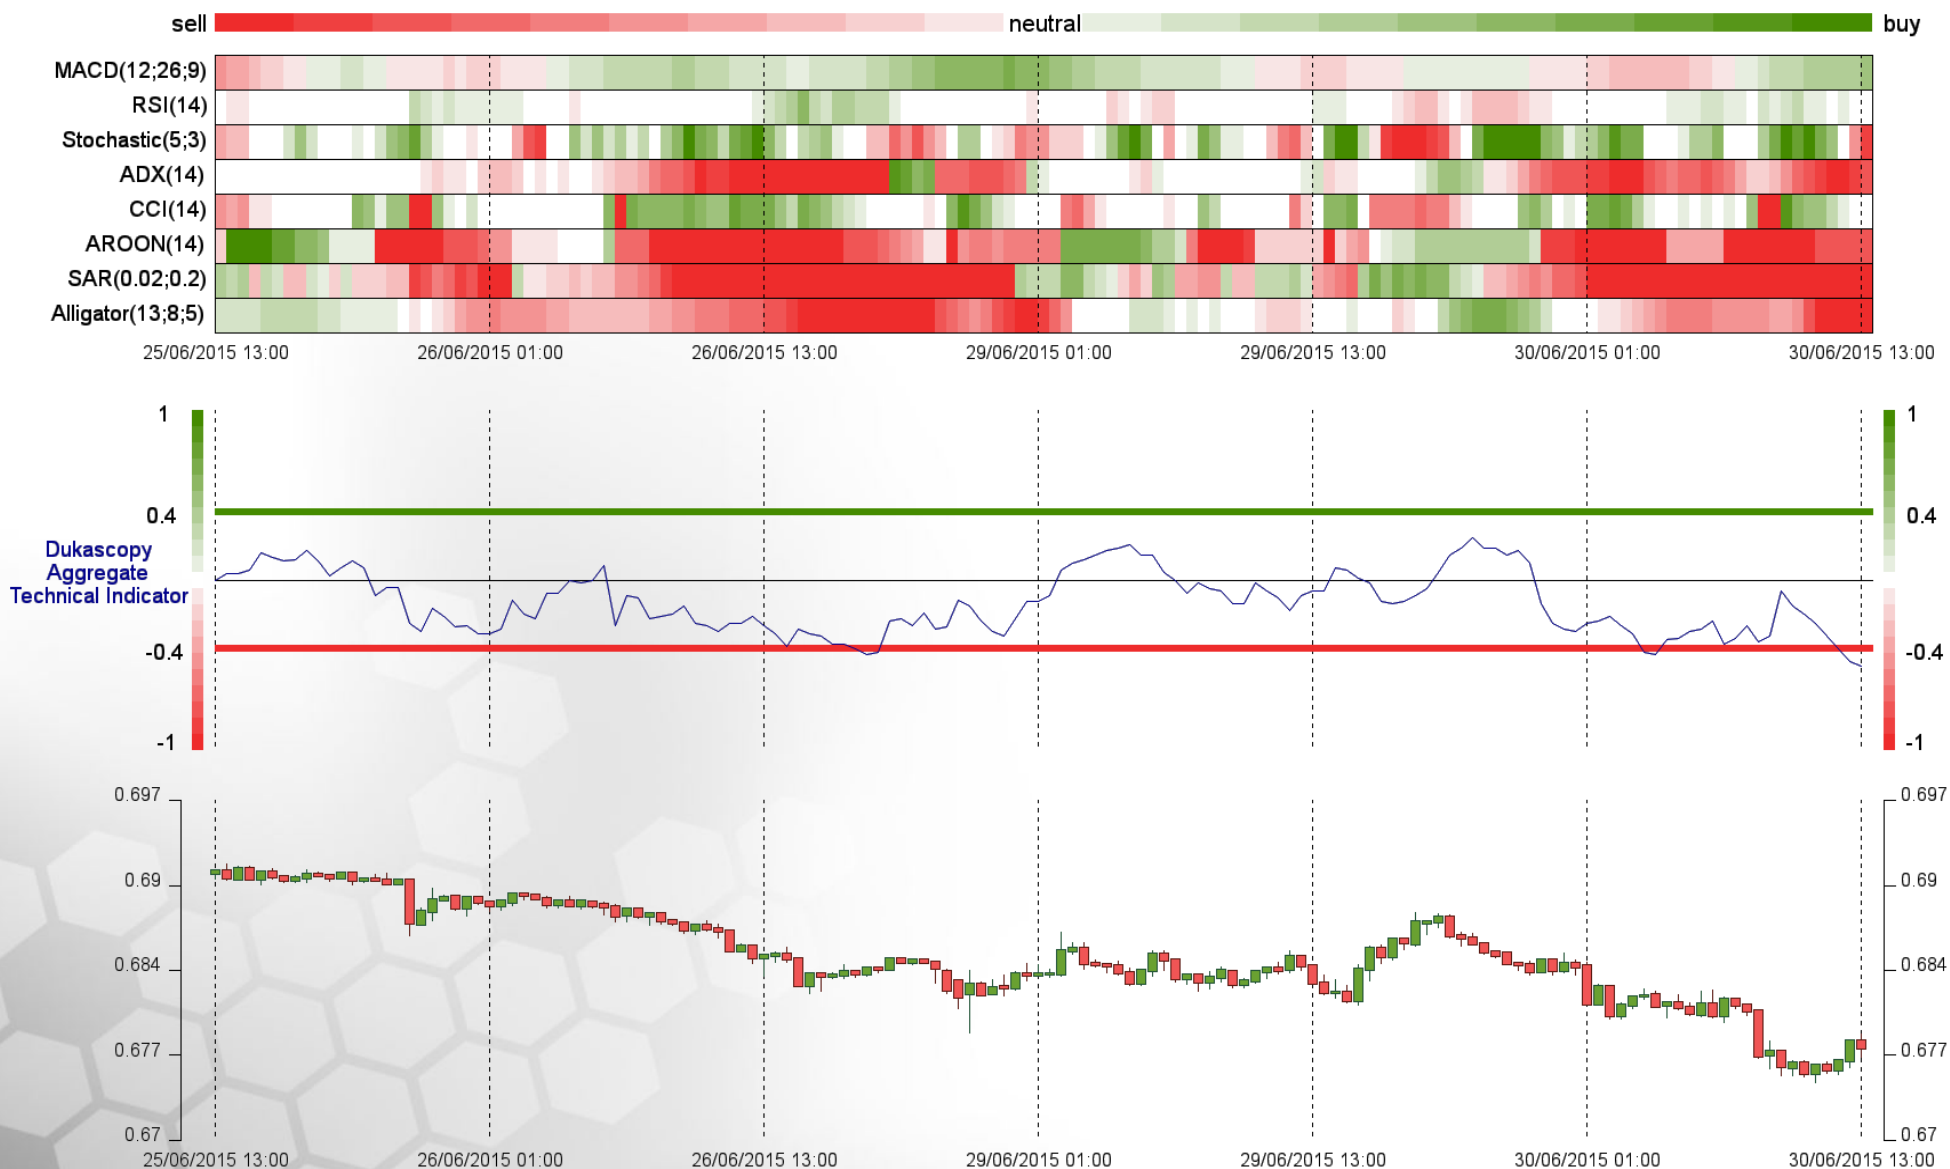 sell neutral buy
MACD(12;26;9)
RSI(14)
Stochastic(5;3)
ADX(14)
CCI(14)
AROON(14)
SAR(0.02;0.2)
Alligator(13;8;5)
25/06/2015 13:00 26/06/2015 01:00 26/06/2015 13:00 29/06/2015 01:00 29/06/2015 13:00 30/06/2015 01:00 30/06/2015 13:00
1 1
0.4 0.4
Dukascopy
Aggregate
Technical Indicator
-0.4 -0.4
-1 -1
0.697 0.697
0.69 0.69
0.684 0.684
0.677 0.677
0.67 0.67
25/06/2015 13:00 26/06/2015 01:00 26/06/2015 13:00 29/06/2015 01:00 29/06/2015 13:00 30/06/2015 01:00 30/06/2015 13:00